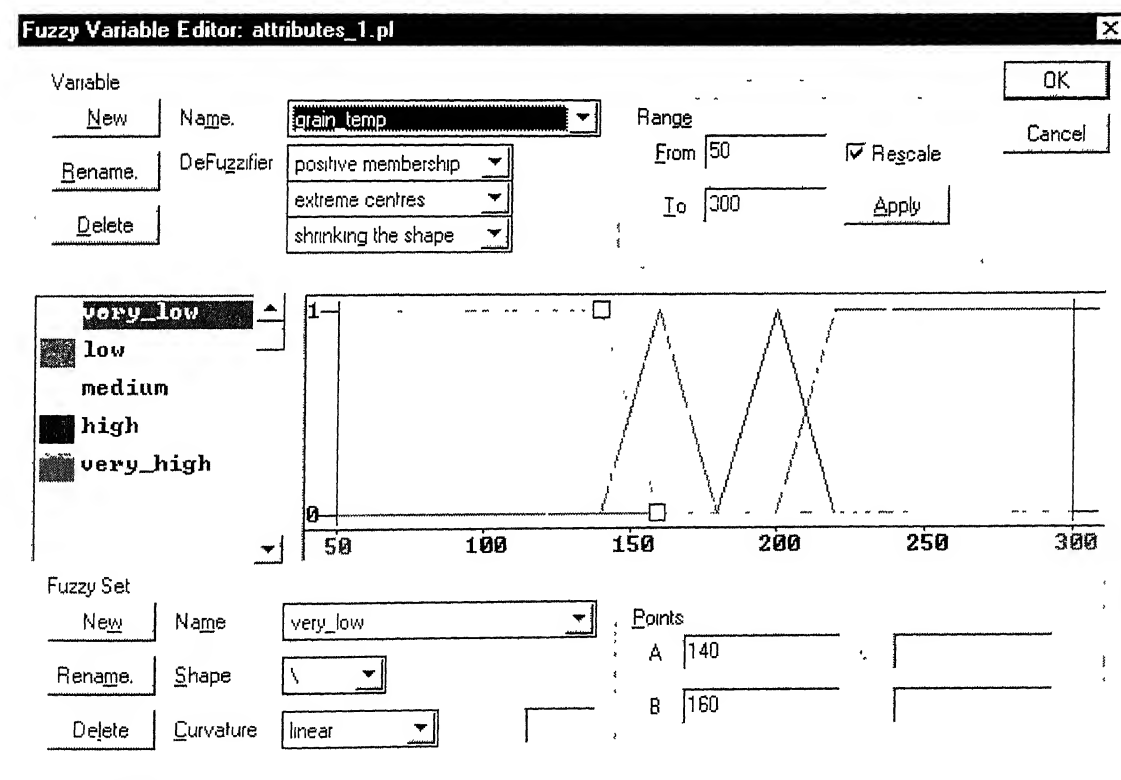 Fuzzy Variable Editor: attributes_1.pl
Variable
New
Name.
grain_temp
Range
OK
Rename.
DeFuzzifier
positive membership
From
50
Rescale
Cancel
extreme centres
To
300
Apply
Delete
shrinking the shape
very_low
low
medium
high
very_high
1
0
50
100
150
200
250
300
Fuzzy Set
New
Name
very_low
Points
A
140
Rename.
Shape
\
B
160
Delete
Curvature
linear